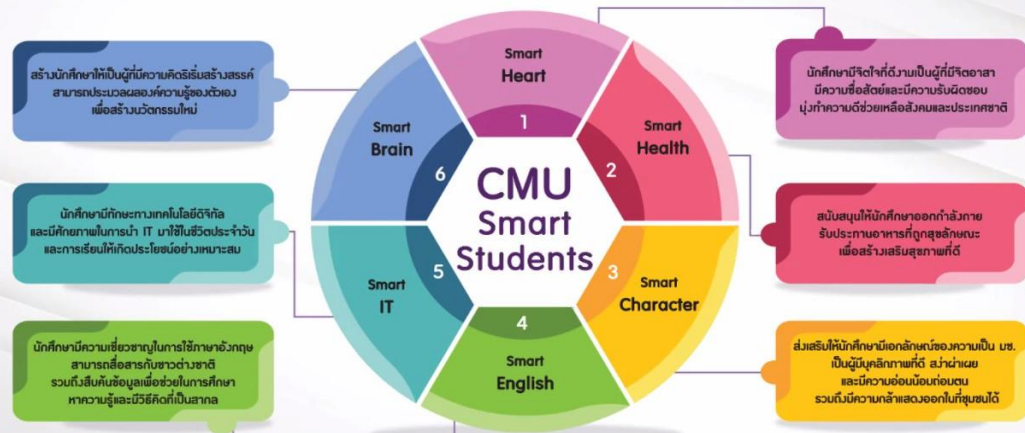 Smart
Heart
1
Smart
Health
2
Smart
Character
3
Smart
English
4
Smart
IT
5
Smart
Brain
6
CMU
Smart
Students
นักศึกษามีจิตใจที่ดีงามเป็นผู้ที่มีจิตอาสา
มีความซื่อสัตย์และมีความรับผิดชอบ
มุ่งทำความดีช่วยเหลือสังคมและประเทศชาติ
สนับสนุนให้นักศึกษาออกกำลังกาย
รับประทานอาหารที่ถูกสุขลักษณะ
เพื่อสร้างเสริมสุขภาพที่ดี
ส่งเสริมให้นักศึกษามีเอกลักษณ์ของความเป็น มช.
เป็นผู้มีบุคลิกภาพที่ดี สง่าผ่าเผย
และมีความอ่อนน้อมถ่อมตน
รวมถึงมีความกล้าแสดงออกในที่ชุมชนได้
นักศึกษามีความเชี่ยวชาญในการใช้ภาษาอังกฤษ
สามารถสื่อสารกับชาวต่างชาติ
รวมถึงสืบค้นข้อมูลเพื่อช่วยในการศึกษา
หาความรู้และมีวิธีคิดที่เป็นสากล
นักศึกษามีทักษะทางเทคโนโลยีดิจิทัล
และมีศักยภาพในการนำ IT มาใช้ในชีวิตประจำวัน
และการเรียนให้เกิดประโยชน์อย่างเหมาะสม
สร้างนักศึกษาให้เป็นผู้ที่มีความคิดริเริ่มสร้างสรรค์
สามารถประมวลผลองค์ความรู้ของตัวเอง
เพื่อสร้างนวัตกรรมใหม่